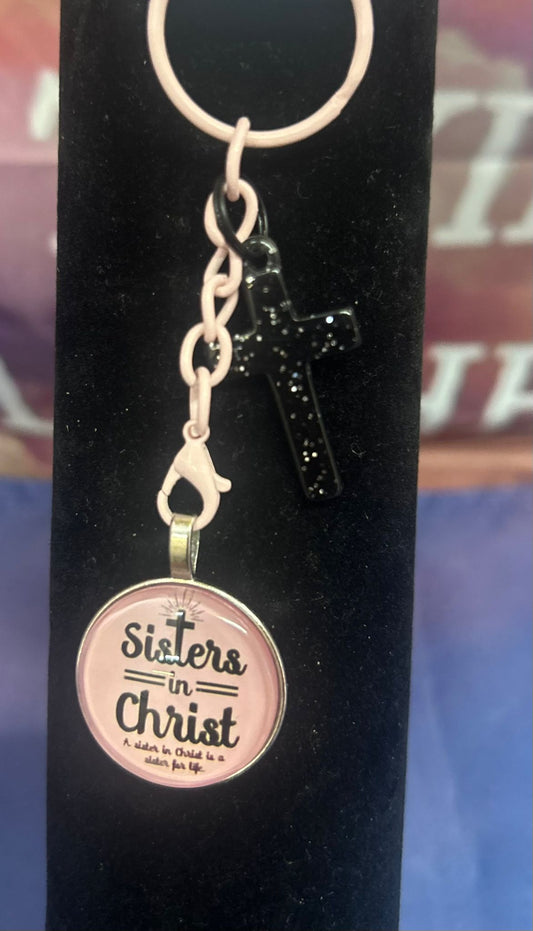 Sisters
in
Christ
A sister in Christ is a
sister for life